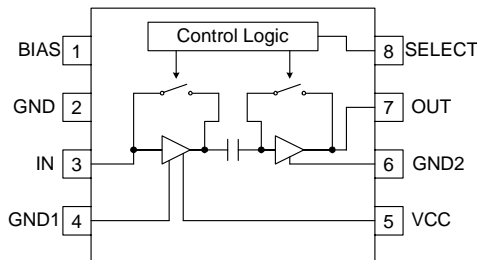 Control Logic
BIAS 1
8 SELECT
GND 2
7 OUT
IN 3
6 GND2
GND1 4
5 VCC